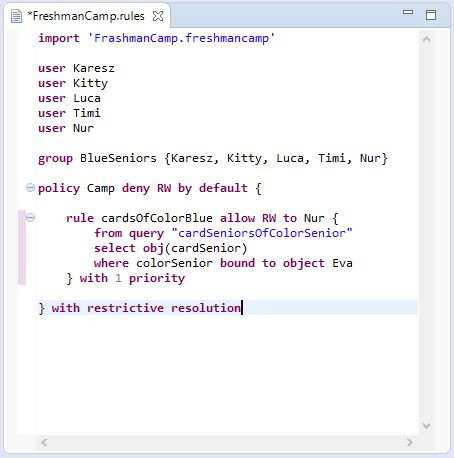 *FreshmanCamp.rules
import 'FrashmanCamp.freshmancamp'
user Karesz
user Kitty
user Luca
user Timi
user Nur
group BlueSeniors {Karesz, Kitty, Luca, Timi, Nur}
policy Camp deny RW by default {
rule cardsOfColorBlue allow RW to Nur {
from query "cardSeniorsOfColorSenior"
select obj(cardSenior)
where colorSenior bound to object Eva
} with 1 priority
} with restrictive resolution